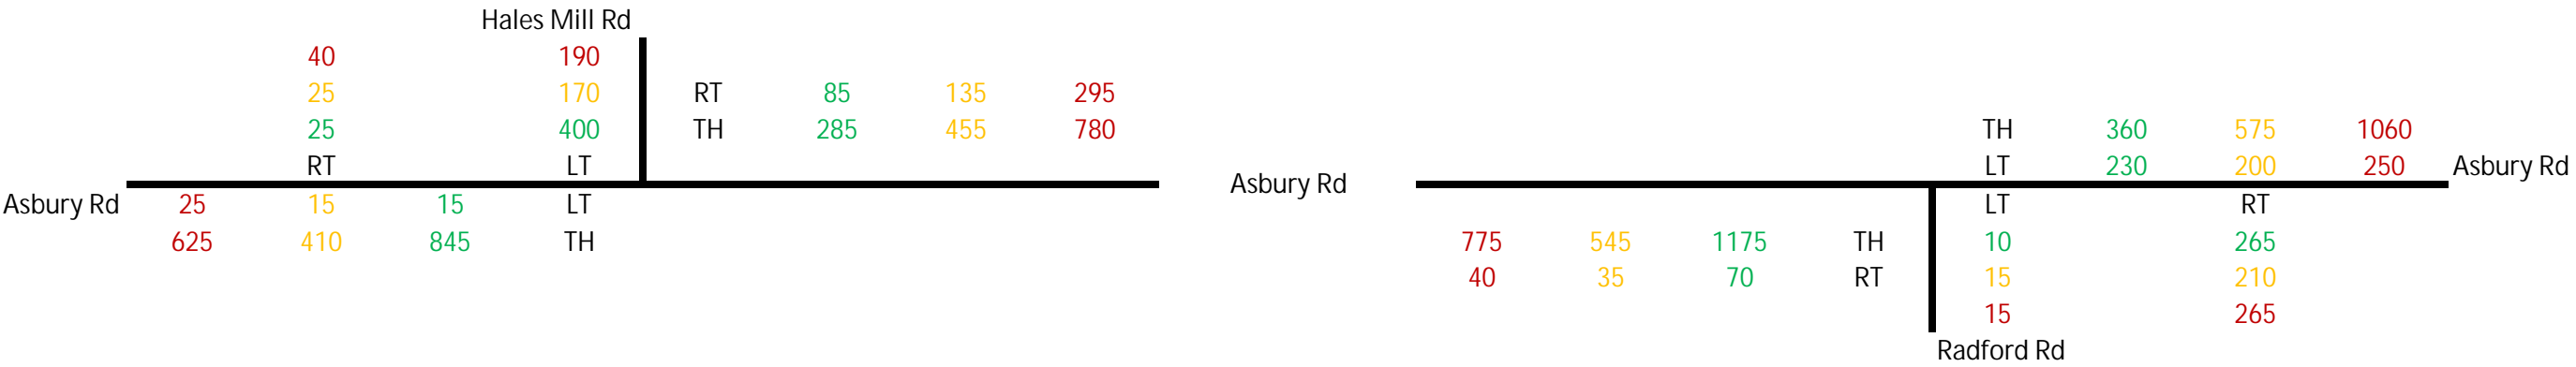 Hales Mill Rd
40 190
25 170 RT 85 135 295
25 400 TH 285 455 780 TH 360 575 1060
RT LT LT 230 200 250 Asbury Rd
Asbury Rd
Asbury Rd 25 15 15 LT LT RT
625 410 845 TH 775 545 1175 TH 10 265
40 35 70 RT 15 210
15 265
Radford Rd